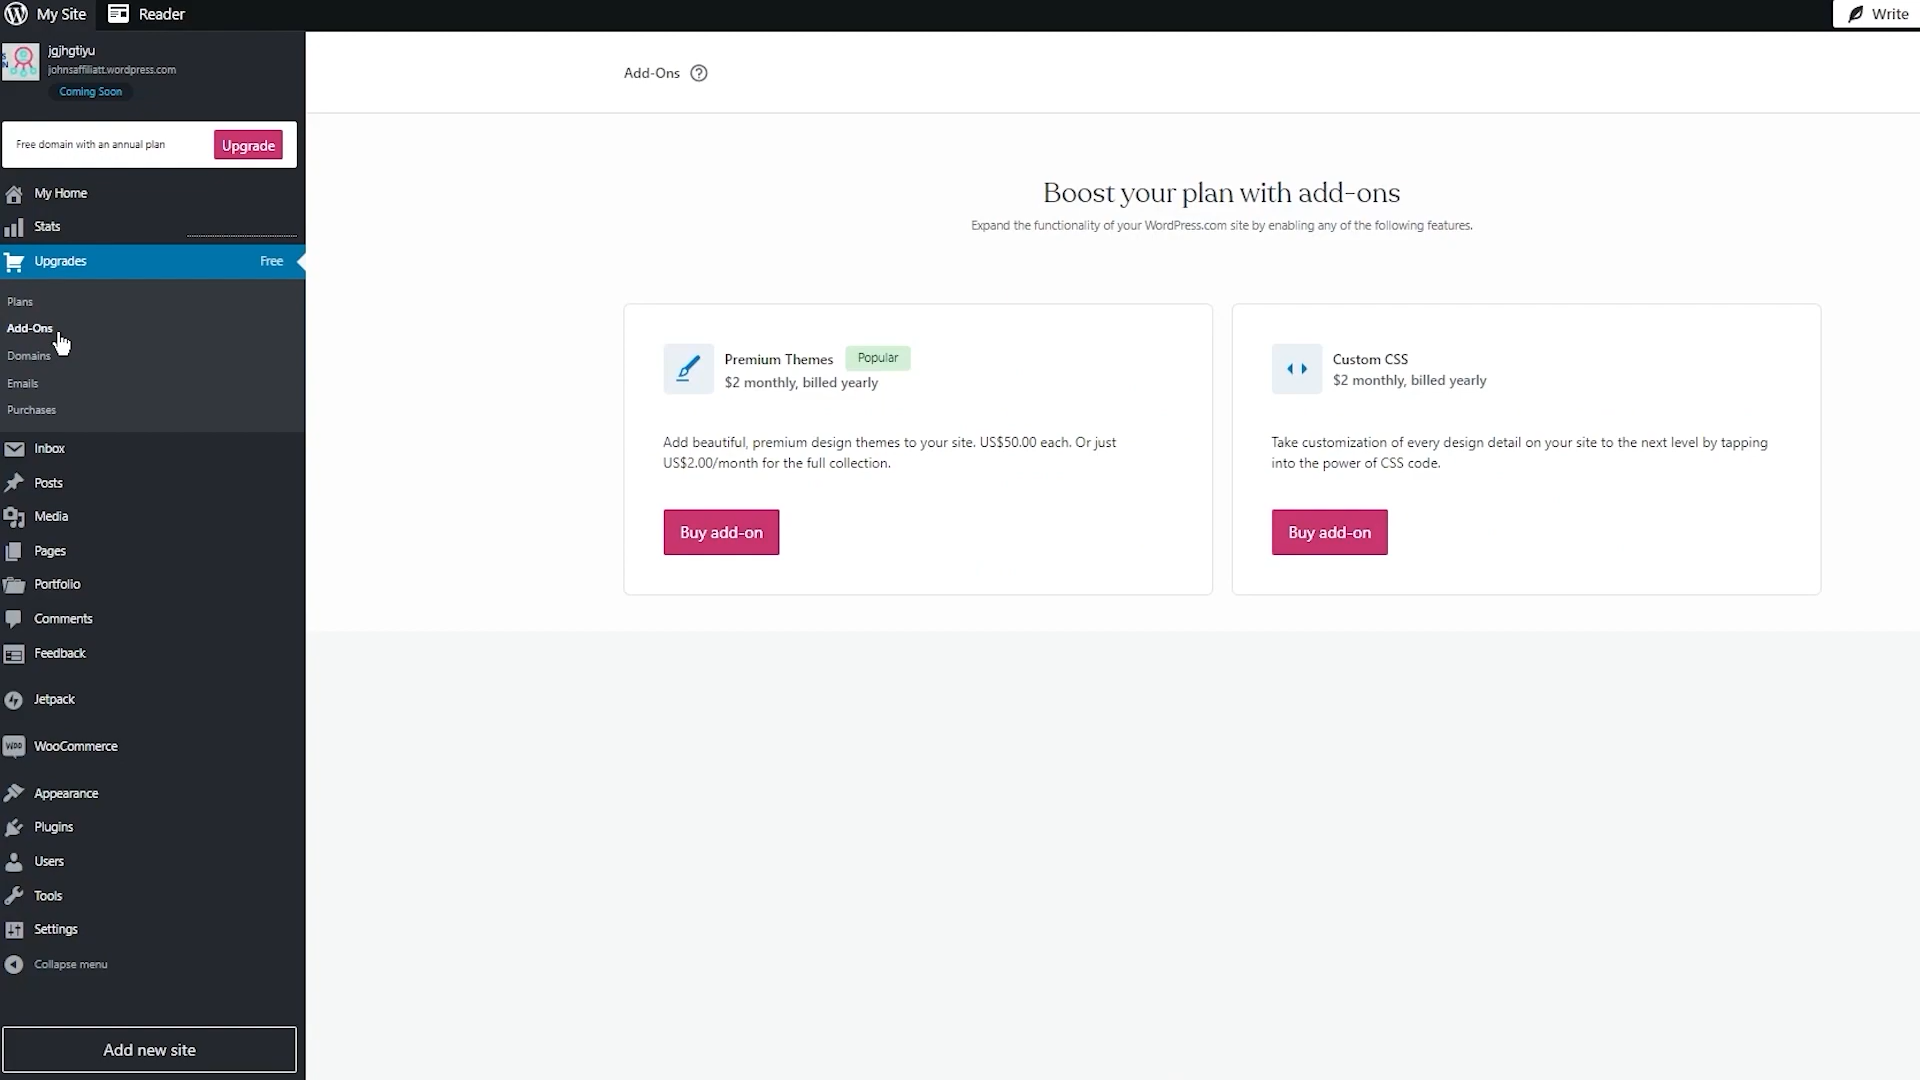 My Site
Reader
Write
jgjhgtiyu
johnsaffiliatt.wordpress.com
Coming Soon
Free domain with an annual plan
Upgrade
My Home
Stats
Upgrades Free
Plans
Add-Ons
Domains
Emails
Purchases
Inbox
Posts
Media
Pages
Portfolio
Comments
Feedback
Jetpack
WooCommerce
Appearance
Plugins
Users
Tools
Settings
Collapse menu
Add new site
Add-Ons
Boost your plan with add-ons
Expand the functionality of your WordPress.com site by enabling any of the following features.
Premium Themes Popular
$2 monthly, billed yearly
Add beautiful, premium design themes to your site. US$50.00 each. Or just
US$2.00/month for the full collection.
Buy add-on
Custom CSS
$2 monthly, billed yearly
Take customization of every design detail on your site to the next level by tapping
into the power of CSS code.
Buy add-on